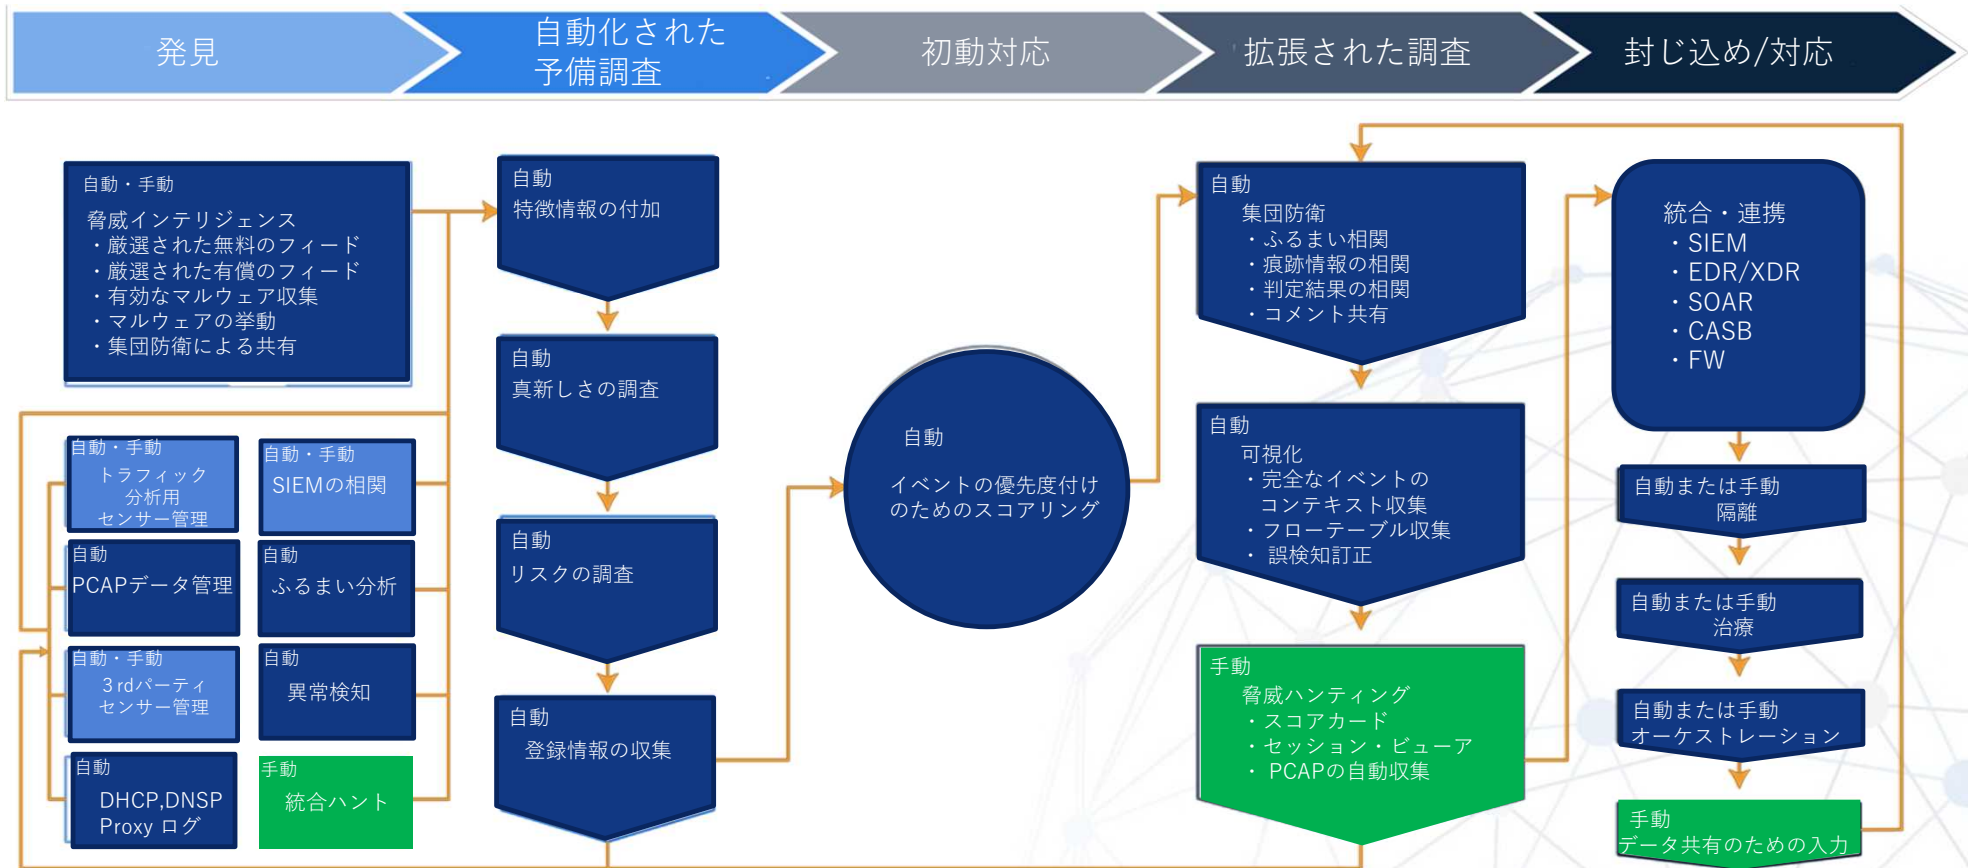 発見
自動化された
予備調査
初動対応
拡張された調査
封じ込め/対応
自動・手動
脅威インテリジェンス
・厳選された無料のフィード
・厳選された有償のフィード
・有効なマルウェア収集
・マルウェアの挙動
・集団防衛による共有
自動・手動
トラフィック
分析用
センサー管理
自動・手動
SIEMの相関
自動
PCAPデータ管理
自動
ふるまい分析
自動・手動
3rdパーティ
センサー管理
自動
異常検知
自動
DHCP,DNSP
Proxy ログ
手動
統合ハント
自動
特徴情報の付加
自動
真新しさの調査
自動
リスクの調査
自動
登録情報の収集
自動
イベントの優先度付け
のためのスコアリング
自動
集団防衛
・ふるまい相関
・痕跡情報の相関
・判定結果の相関
・コメント共有
自動
可視化
・完全なイベントの
コンテキスト収集
・フローテーブル収集
・誤検知訂正
手動
脅威ハンティング
・スコアカード
・セッション・ビューア
・PCAPの自動収集
統合・連携
・SIEM
・EDR/XDR
・SOAR
・CASB
・FW
自動または手動
隔離
自動または手動
治療
自動または手動
オーケストレーション
手動
データ共有のための入力